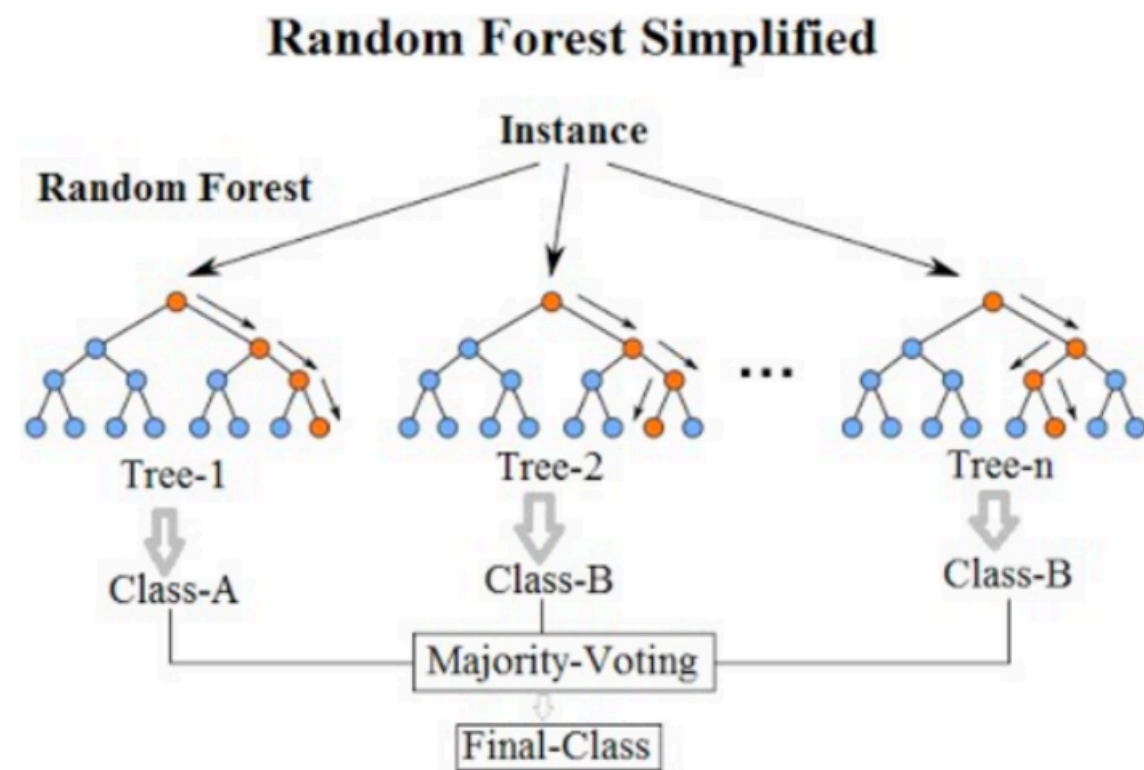 Random Forest Simplified
Instance
Random Forest
...
Tree-1
Tree-2
Tree-n
Class-A
Class-B
Class-B
Majority-Voting
Final-Class